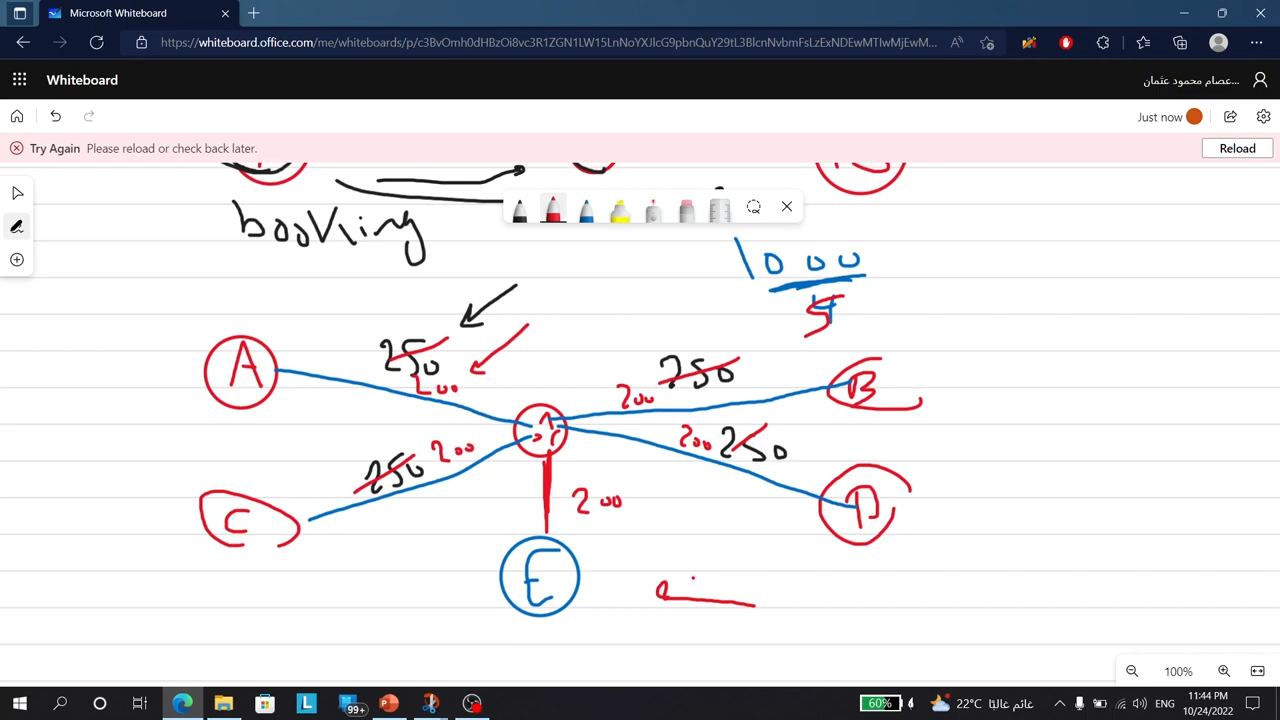 Microsoft Whiteboard
https://whiteboard.office.com/me/whiteboards/p/c3BvOmh0dHBzOi8vc3R1ZGN1LW15LnNoYXJlcG9pbnQuY29tL3BlcnNvbmFsLzExNDEwMTIwMjEwM...
Whiteboard
عصام محمود عثمان...
Just now
Try Again Please reload or check back later.
Reload
booking
1000
4
5
250
200
A
250
200
B
250
200
200
250
C
D
200
E
100%
99+
60%
22°C غائم غالبا
ENG
11:44 PM
10/24/2022